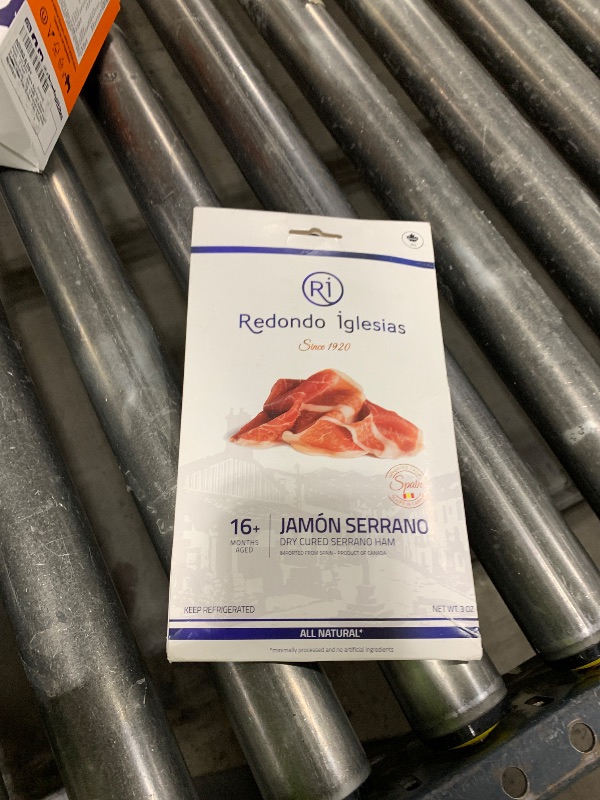 Ri
Redondo iglesias
Since 1920
Spain
16+
MONTHS
AGED
JAMÓN SERRANO
DRY CURED SERRANO HAM
IMPORTED FROM SPAIN - PRODUCT OF CANADA
KEEP REFRIGERATED
NET WT. 3 OZ
ALL NATURAL*
*minimally processed and no artificial ingredients